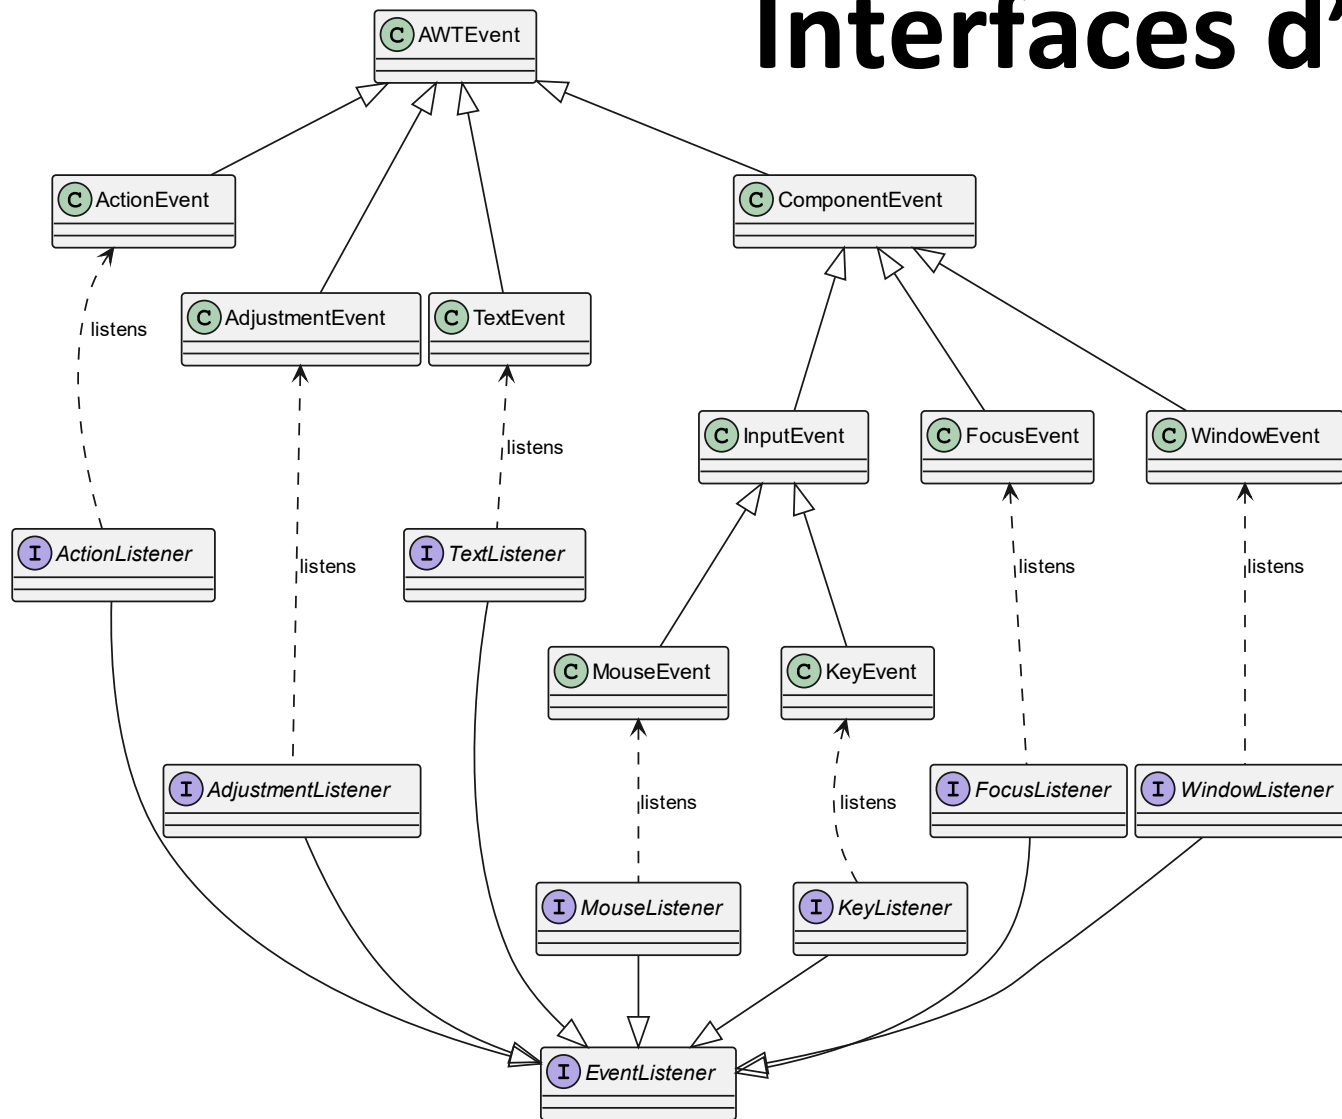 Interfaces d’
C AWTEvent
C ActionEvent
C ComponentEvent
C AdjustmentEvent
C TextEvent
listens
C InputEvent
C FocusEvent
C WindowEvent
listens
I ActionListener
I TextListener
listens
listens
listens
C MouseEvent
C KeyEvent
I AdjustmentListener
I FocusListener
I WindowListener
listens
listens
I MouseListener
I KeyListener
I EventListener